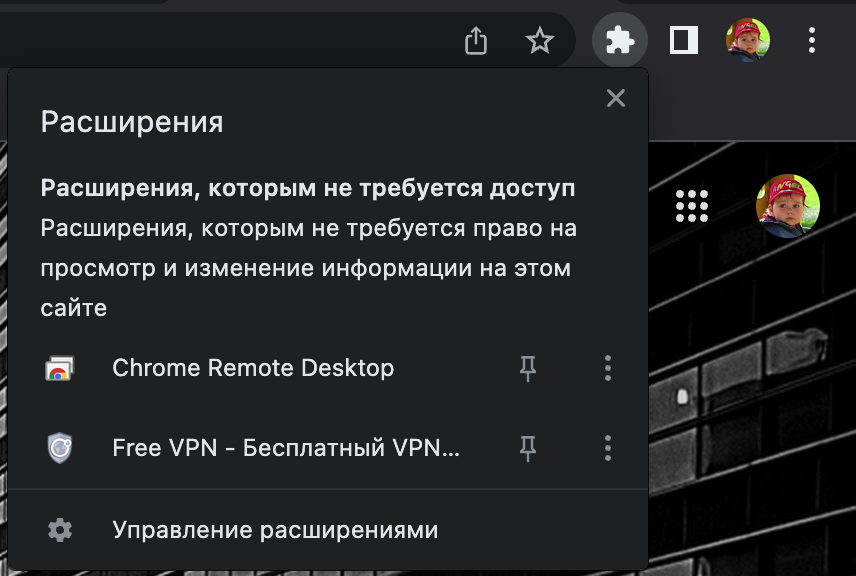 Расширения
Расширения, которым не требуется доступ
Расширения, которым не требуется право на
просмотр и изменение информации на этом
сайте
Chrome Remote Desktop
Free VPN - Бесплатный VPN...
Управление расширениями